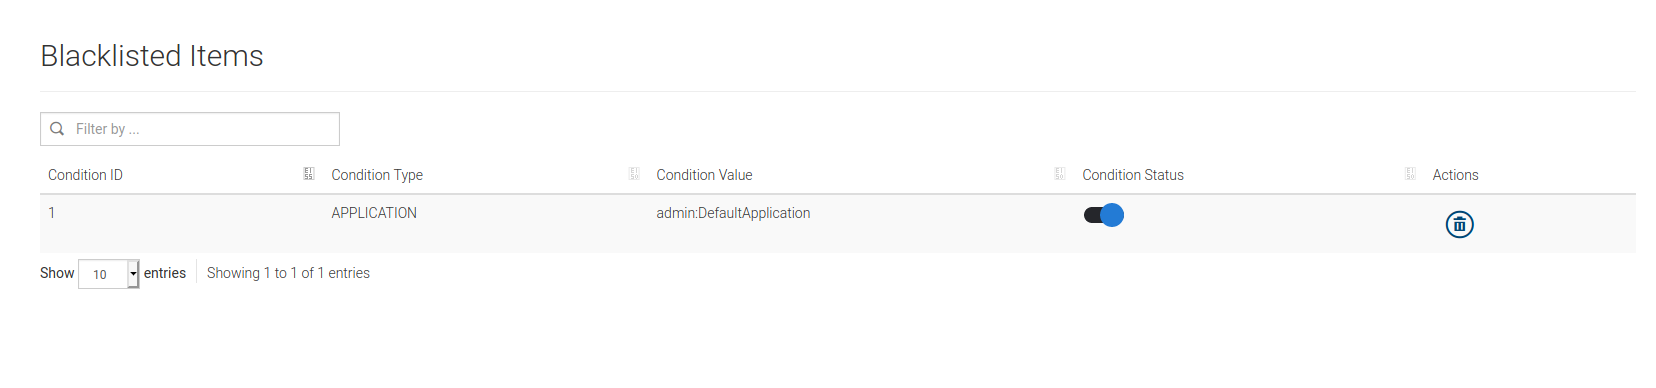 Blacklisted Items
Filter by ...
Condition ID Condition Type Condition Value Condition Status Actions
1 APPLICATION admin:DefaultApplication
Show 10 entries Showing 1 to 1 of 1 entries